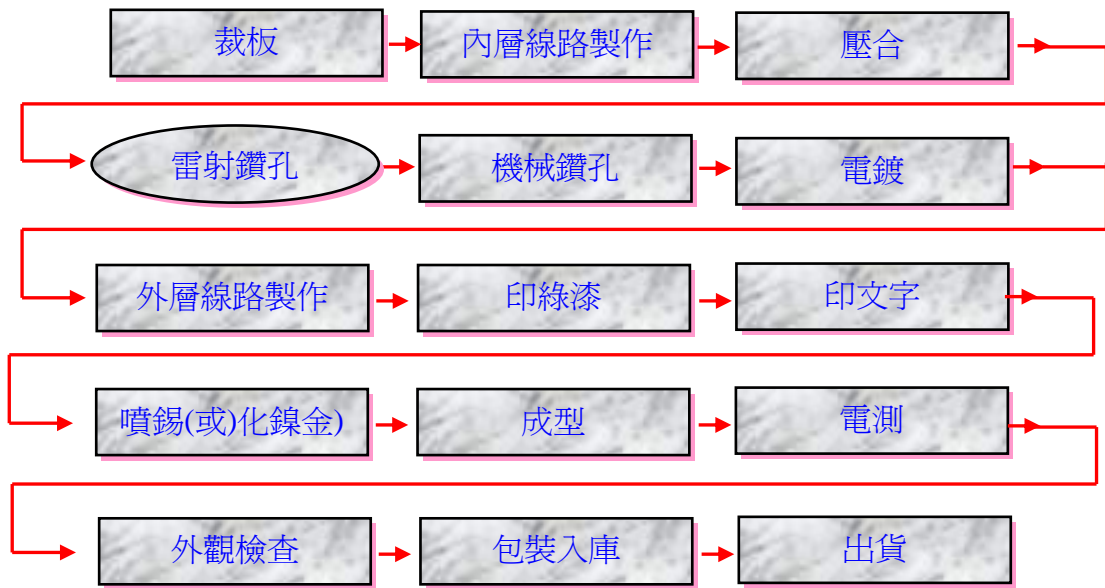 裁板
內層線路製作
壓合
雷射鑽孔
機械鑽孔
電鍍
外層線路製作
印綠漆
印文字
噴錫(或)化鎳金)
成型
電測
外觀檢查
包裝入庫
出貨